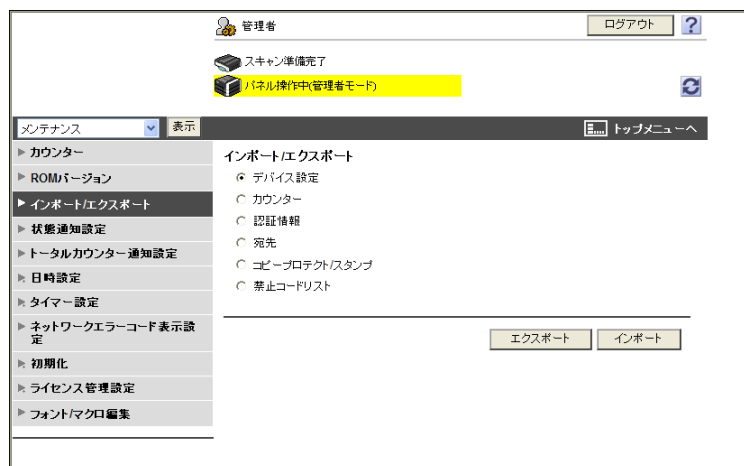 管理者
ログアウト
?
スキャン準備完了
パネル操作中(管理者モード)
メンテナンス
表示
トップメニューへ
カウンター
ROMバージョン
インポート/エクスポート
状態通知設定
トータルカウンター通知設定
日時設定
タイマー設定
ネットワークエラーコード表示設
定
初期化
ライセンス管理設定
フォント/マクロ編集
インポート/エクスポート
デバイス設定
カウンター
認証情報
宛先
コピープロテクト/スタンプ
禁止コードリスト
エクスポート
インポート